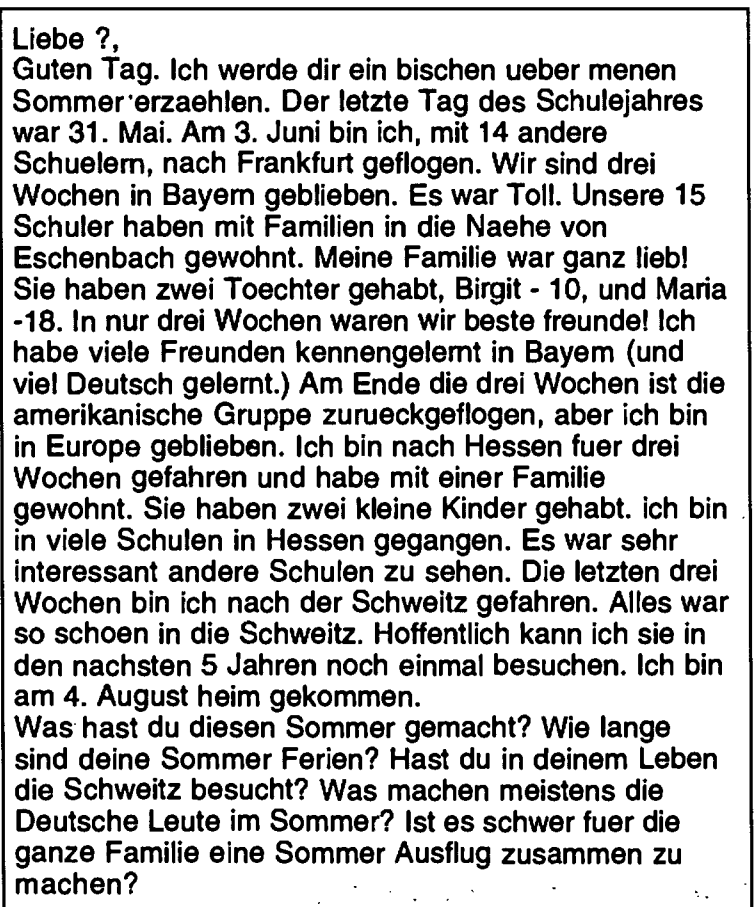 Liebe ?,
Guten Tag. Ich werde dir ein bischen ueber menen
Sommer erzaehlen. Der letzte Tag des Schulejahres
war 31. Mai. Am 3. Juni bin ich, mit 14 andere
Schuelern, nach Frankfurt geflogen. Wir sind drei
Wochen in Bayern geblieben. Es war Toll. Unsere 15
Schuler haben mit Familien in die Naehe von
Eschenbach gewohnt. Meine Familie war ganz lieb!
Sie haben zwei Toechter gehabt, Birgit - 10, und Maria
-18. In nur drei Wochen waren wir beste freunde! Ich
habe viele Freunden kennengelernt in Bayern (und
viel Deutsch gelernt.) Am Ende die drei Wochen ist die
amerikanische Gruppe zurueckgeflogen, aber ich bin
in Europe geblieben. Ich bin nach Hessen fuer drei
Wochen gefahren und habe mit einer Familie
gewohnt. Sie haben zwei kleine Kinder gehabt. ich bin
in viele Schulen in Hessen gegangen. Es war sehr
interessant andere Schulen zu sehen. Die letzten drei
Wochen bin ich nach der Schweitz gefahren. Alles war
so schoen in die Schweitz. Hoffentlich kann ich sie in
den nachsten 5 Jahren noch einmal besuchen. Ich bin
am 4. August heim gekommen.
Was hast du diesen Sommer gemacht? Wie lange
sind deine Sommer Ferien? Hast du in deinem Leben
die Schweitz besucht? Was machen meistens die
Deutsche Leute im Sommer? Ist es schwer fuer die
ganze Familie eine Sommer Ausflug zusammen zu
machen?